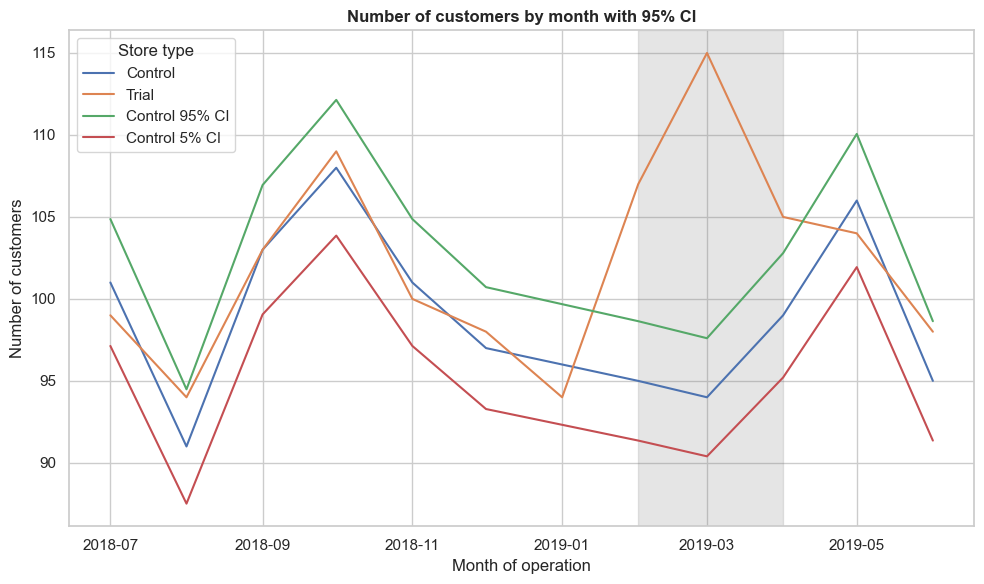 Number of customers by month with 95% CI
Store type
Control
Trial
Control 95% CI
Control 5% CI
115
110
105
100
95
90
Number of customers
2018-07 2018-09 2018-11 2019-01 2019-03 2019-05
Month of operation